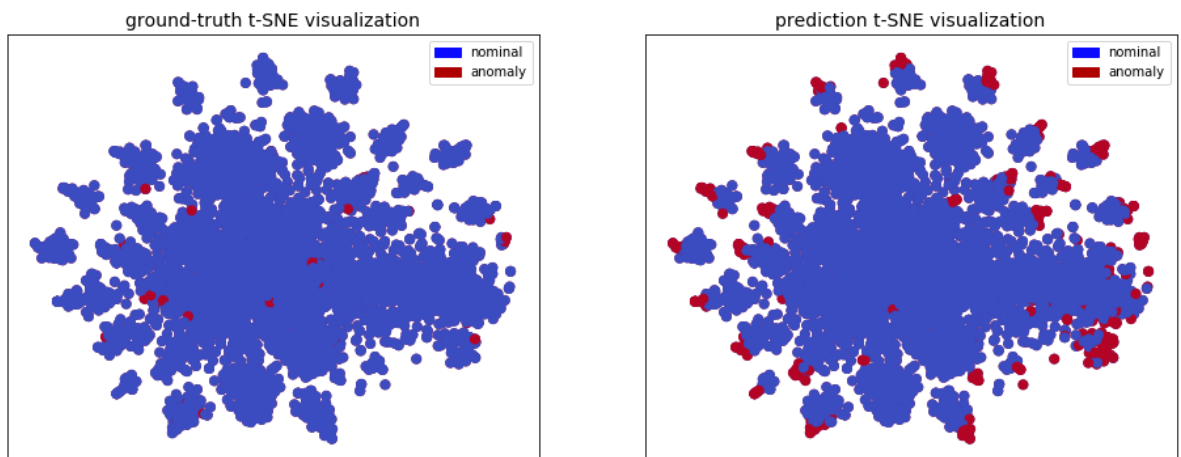 ground-truth t-SNE visualization
nominal
anomaly
prediction t-SNE visualization
nominal
anomaly